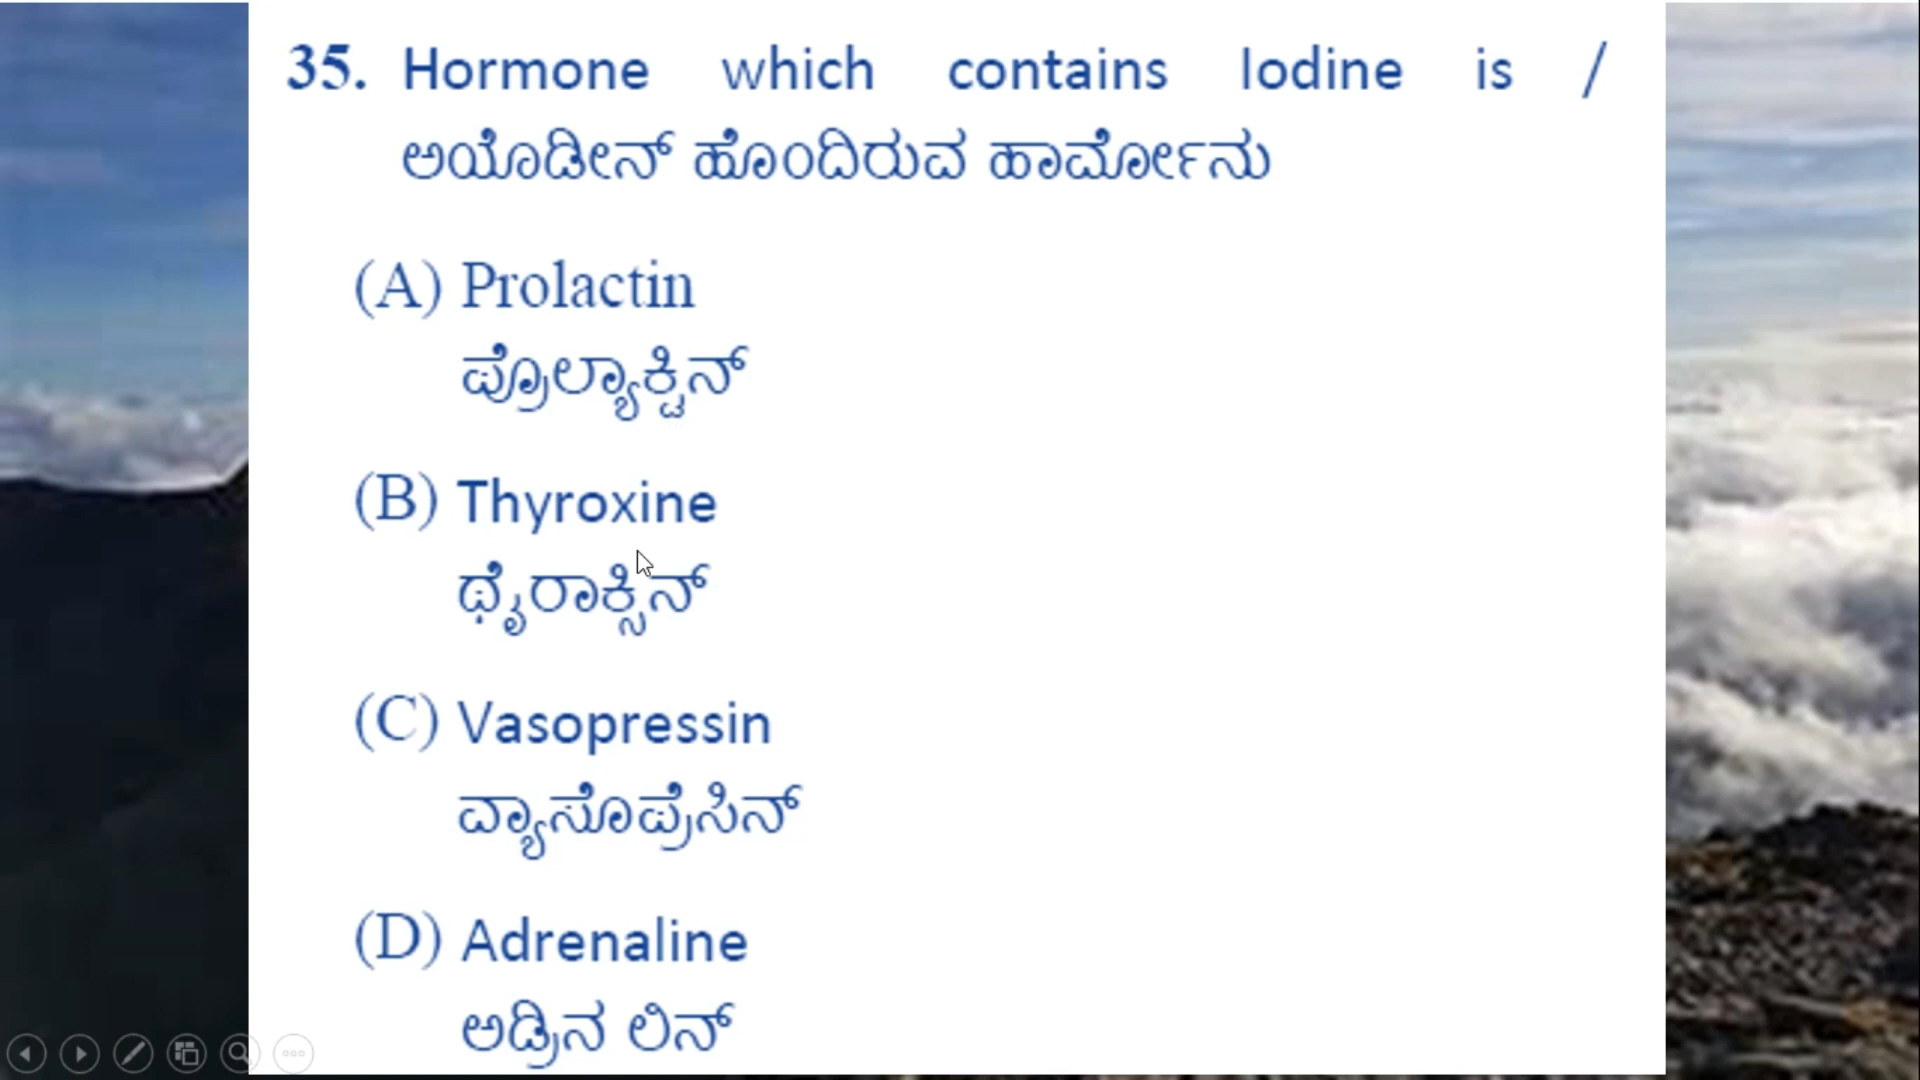 35. Hormone which contains Iodine is /
ಅಯೊಡೀನ್ ಹೊಂದಿರುವ ಹಾರ್ಮೋನು
(A) Prolactin
ಪ್ರೊಲ್ಯಾಕ್ಟಿನ್
(B) Thyroxine
ಥೈರಾಕ್ಸಿನ್
(C) Vasopressin
ವ್ಯಾಸೊಪ್ರೆಸಿನ್
(D) Adrenaline
ಅಡ್ರಿನ ಲಿನ್